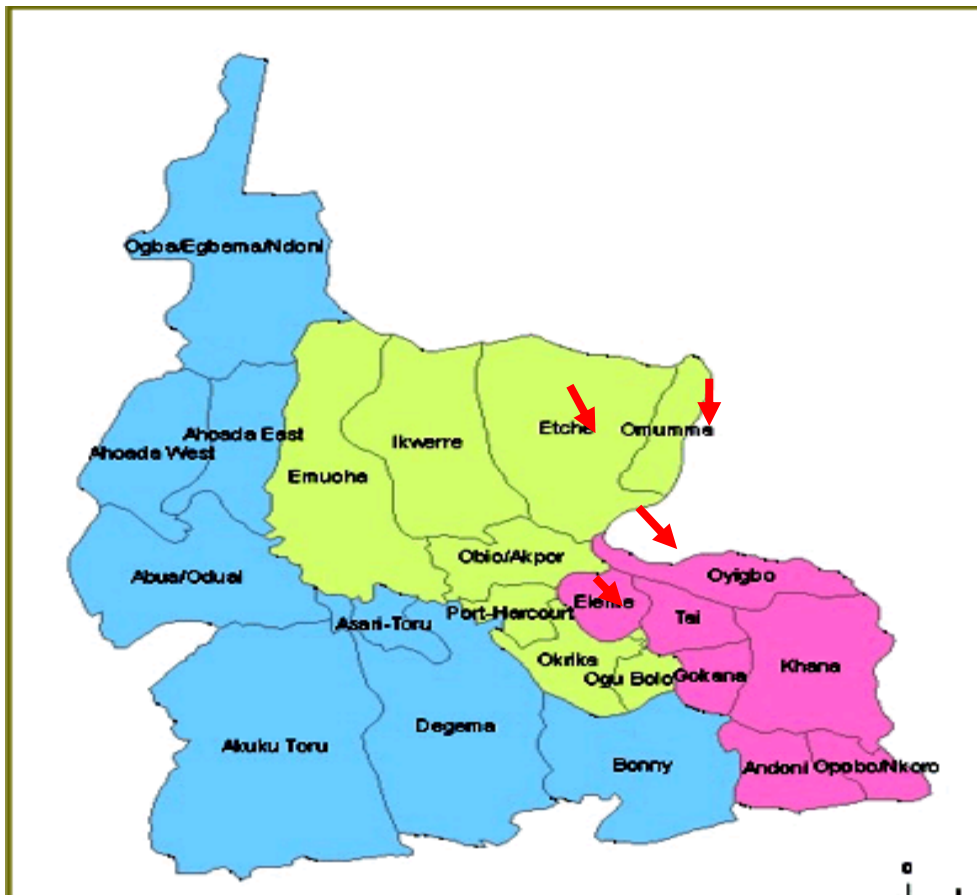 Ogba/Egbema/Ndoni
Etche
Omumma
Ahoada East
Ikwerre
Ahoada West
Emuoha
Obio/Akpor
Oyigbo
Abua/Odual
Eleme
Port-Harcourt
Tai
Asari-Toru
Okrika
Khana
Ogu Bolo
Gokana
Degema
Akuku Toru
Bonny
Andoni
Opobo/Nkoro